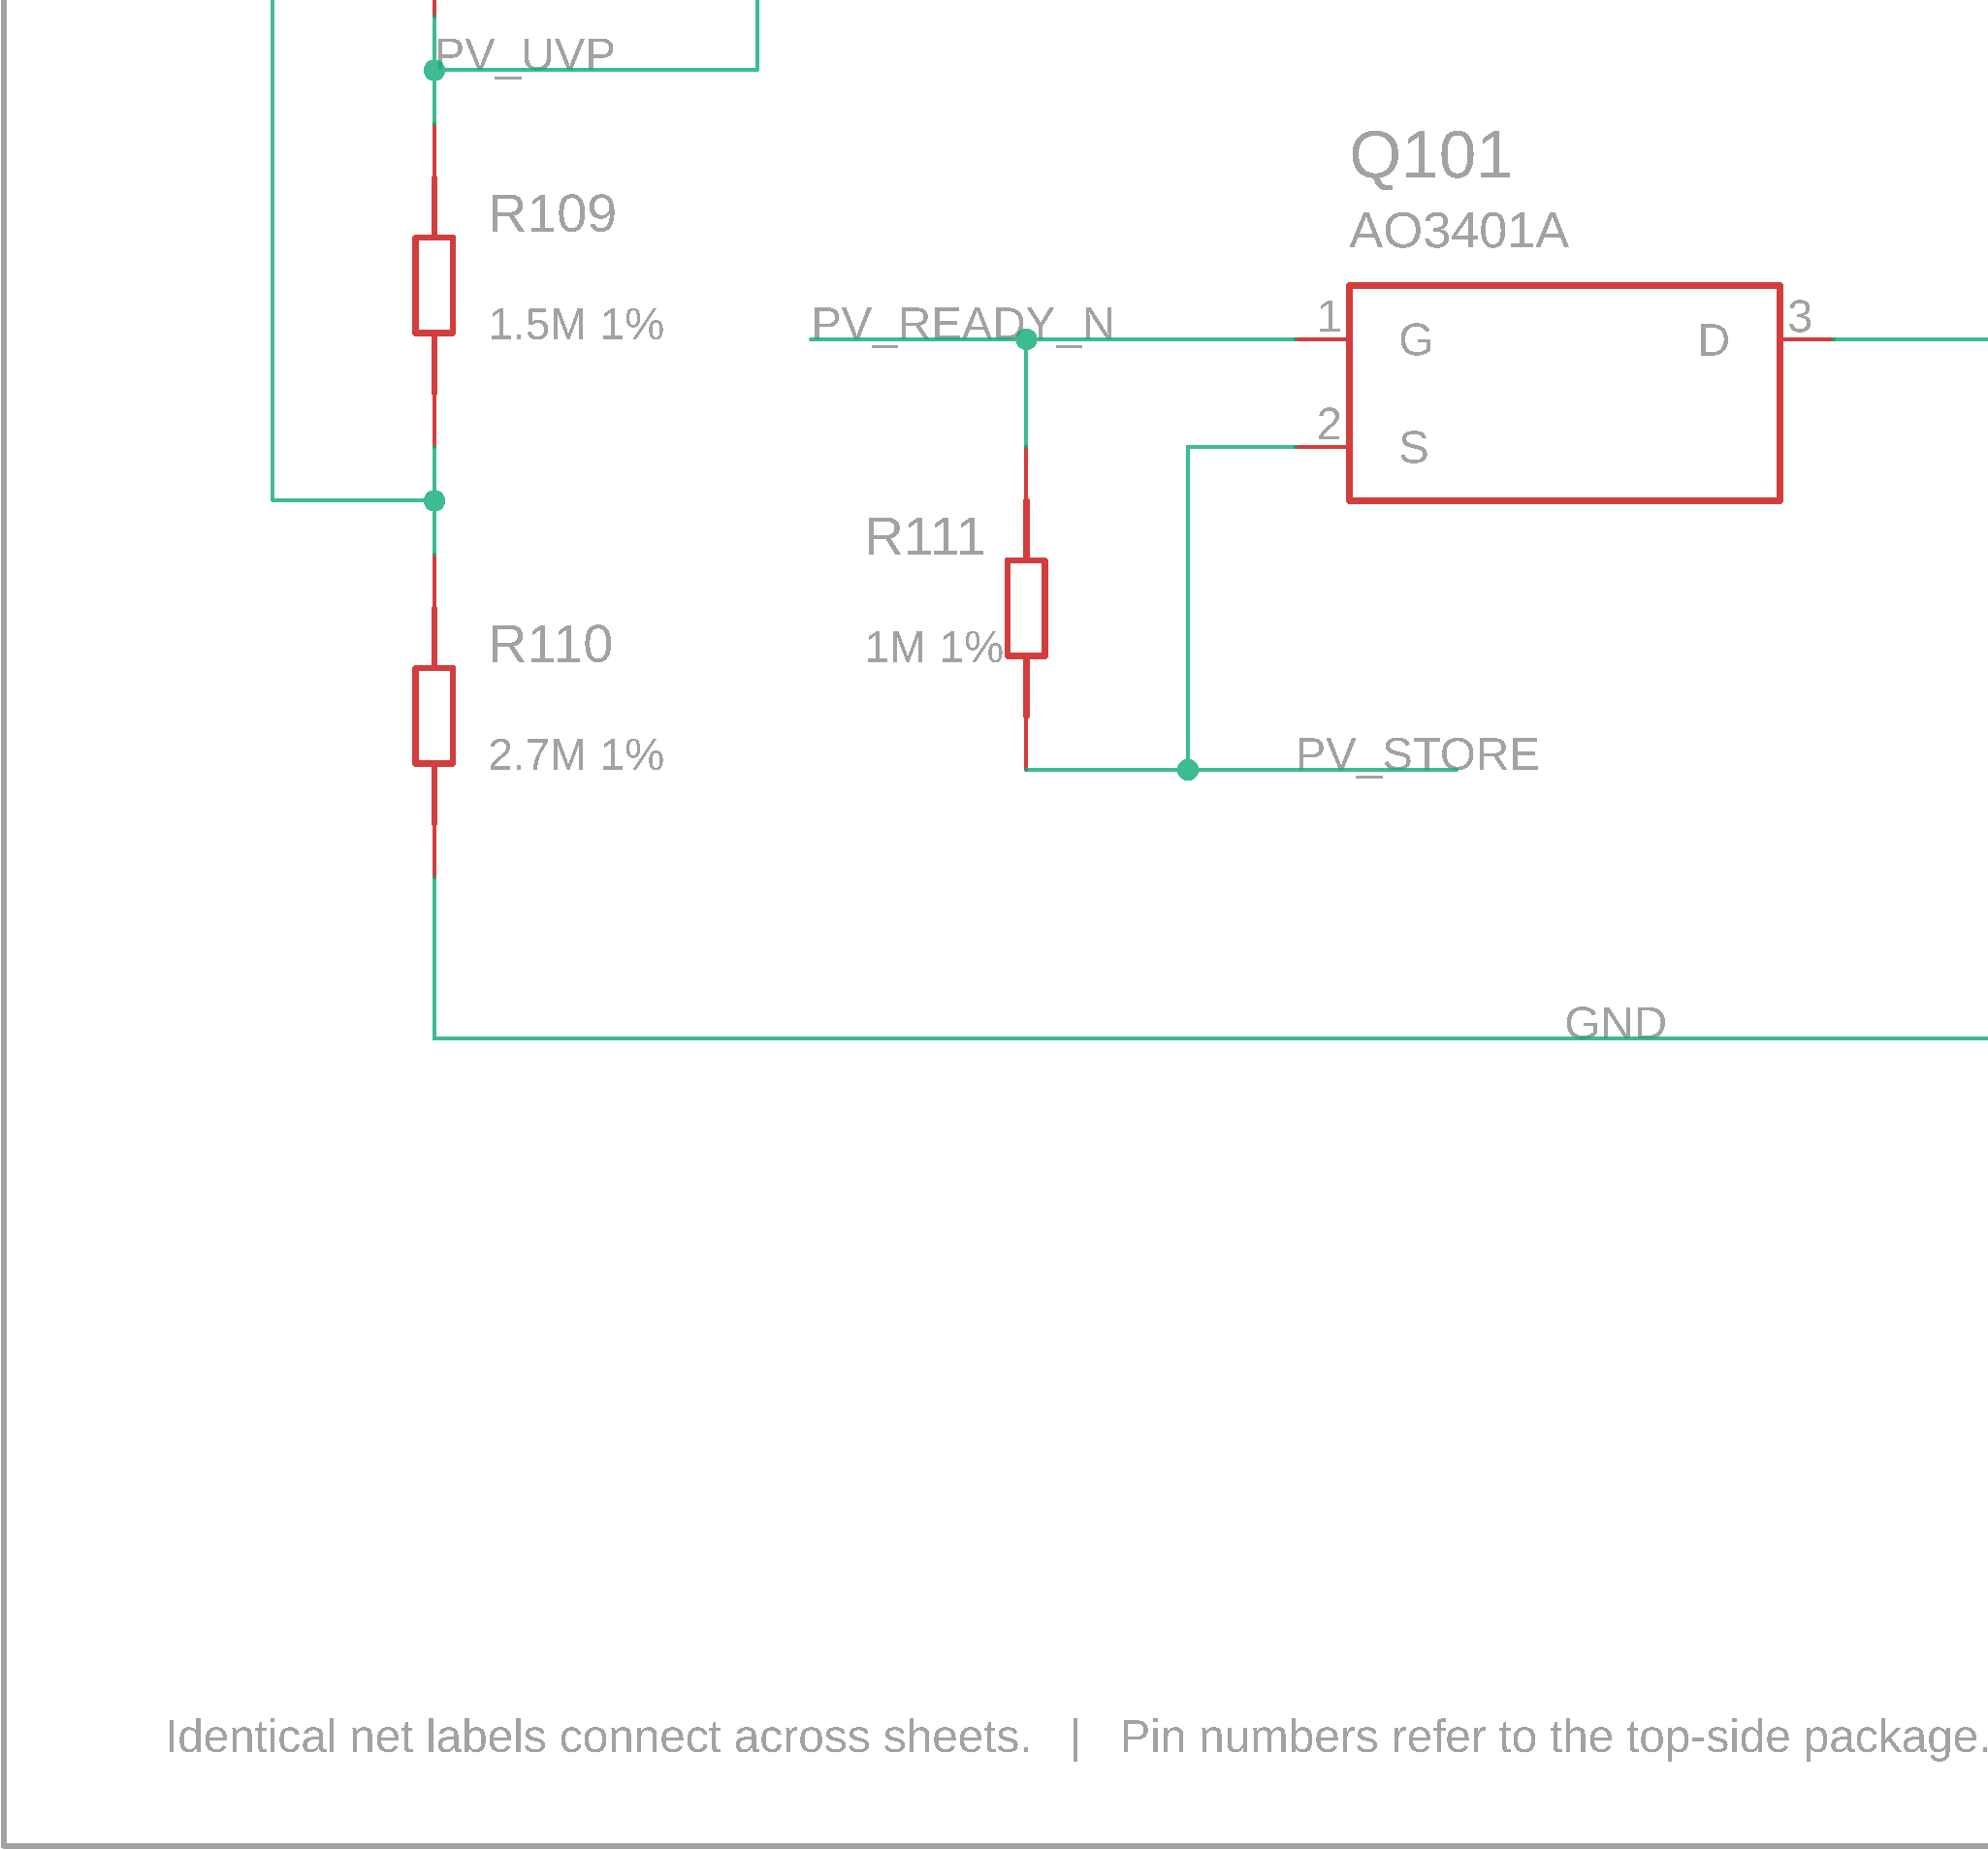 PV_UVP
Q101
AO3401A
R109
1.5M 1%
PV_READY_N
1
G
D
3
2
S
R111
1M 1%
R110
2.7M 1%
PV_STORE
GND
Identical net labels connect across sheets. | Pin numbers refer to the top-side package.